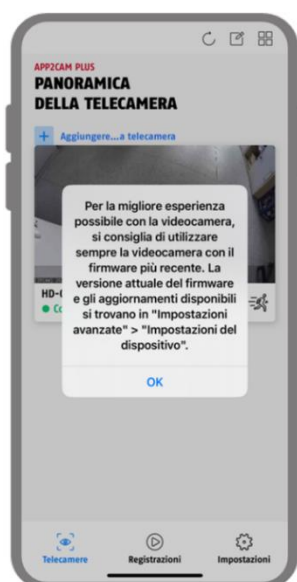 APP2CAM PLUS
PANORAMICA
DELLA TELECAMERA
+ Aggiungere...a telecamera
Per la migliore esperienza
possibile con la videocamera,
si consiglia di utilizzare
sempre la videocamera con il
firmware più recente. La
versione attuale del firmware
e gli aggiornamenti disponibili
si trovano in "Impostazioni
avanzate" > "Impostazioni del
dispositivo".
OK
Telecamere
Registrazioni
Impostazioni